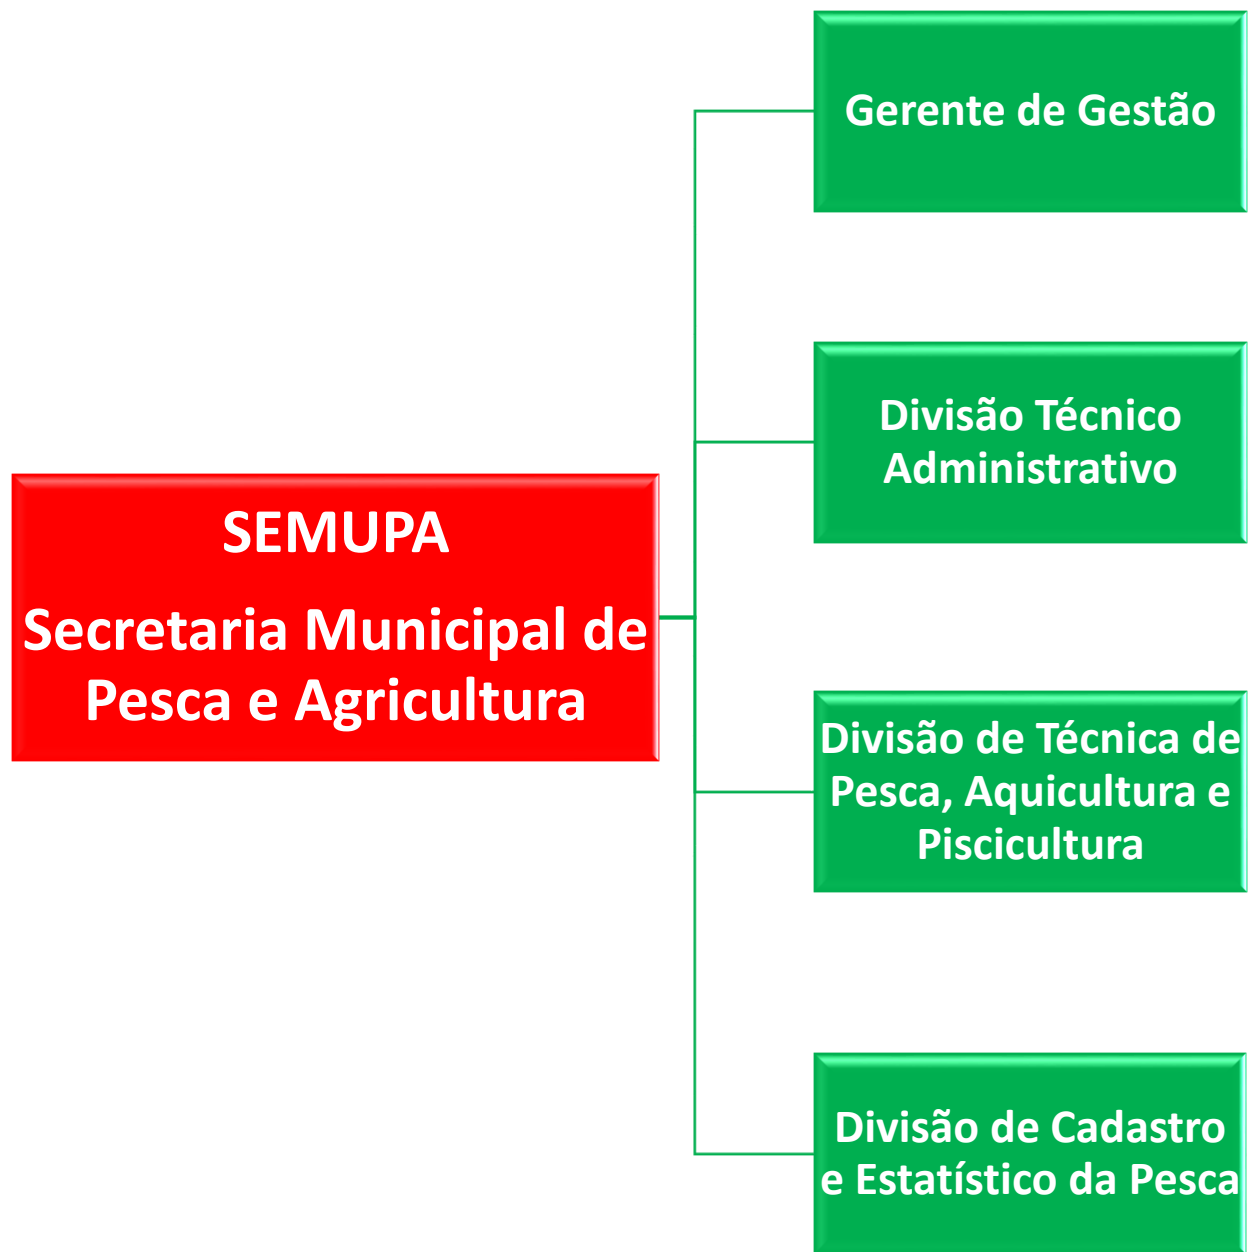 Gerente de Gestão
Divisão Técnico
Administrativo
SEMUPA
Secretaria Municipal de
Pesca e Agricultura
Divisão de Técnica de
Pesca, Aquicultura e
Piscicultura
Divisão de Cadastro
e Estatístico da Pesca